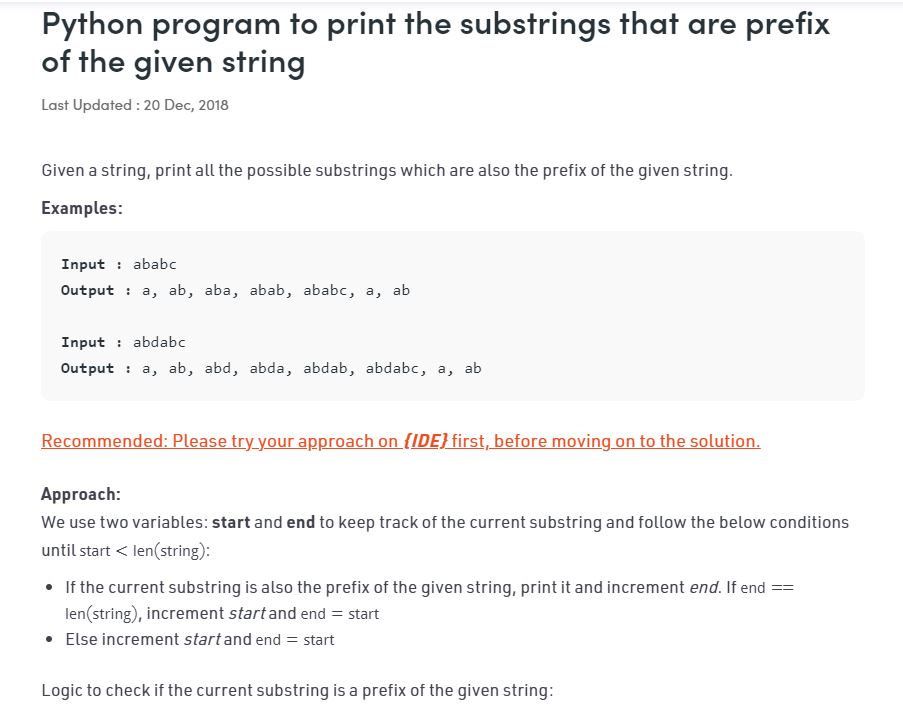 Python program to print the substrings that are prefix
of the given string
Last Updated : 20 Dec, 2018
Given a string, print all the possible substrings which are also the prefix of the given string.
Examples:
Input : ababc
Output : a, ab, aba, abab, ababc, a, ab
Input : abdabc
Output : a, ab, abd, abda, abdab, abdabc, a, ab
Recommended: Please try your approach on {IDE} first, before moving on to the solution.
Approach:
We use two variables: start and end to keep track of the current substring and follow the below conditions
until start < len(string):
• If the current substring is also the prefix of the given string, print it and increment end. If end ==
len(string), increment start and end = start
• Else increment start and end = start
Logic to check if the current substring is a prefix of the given string: